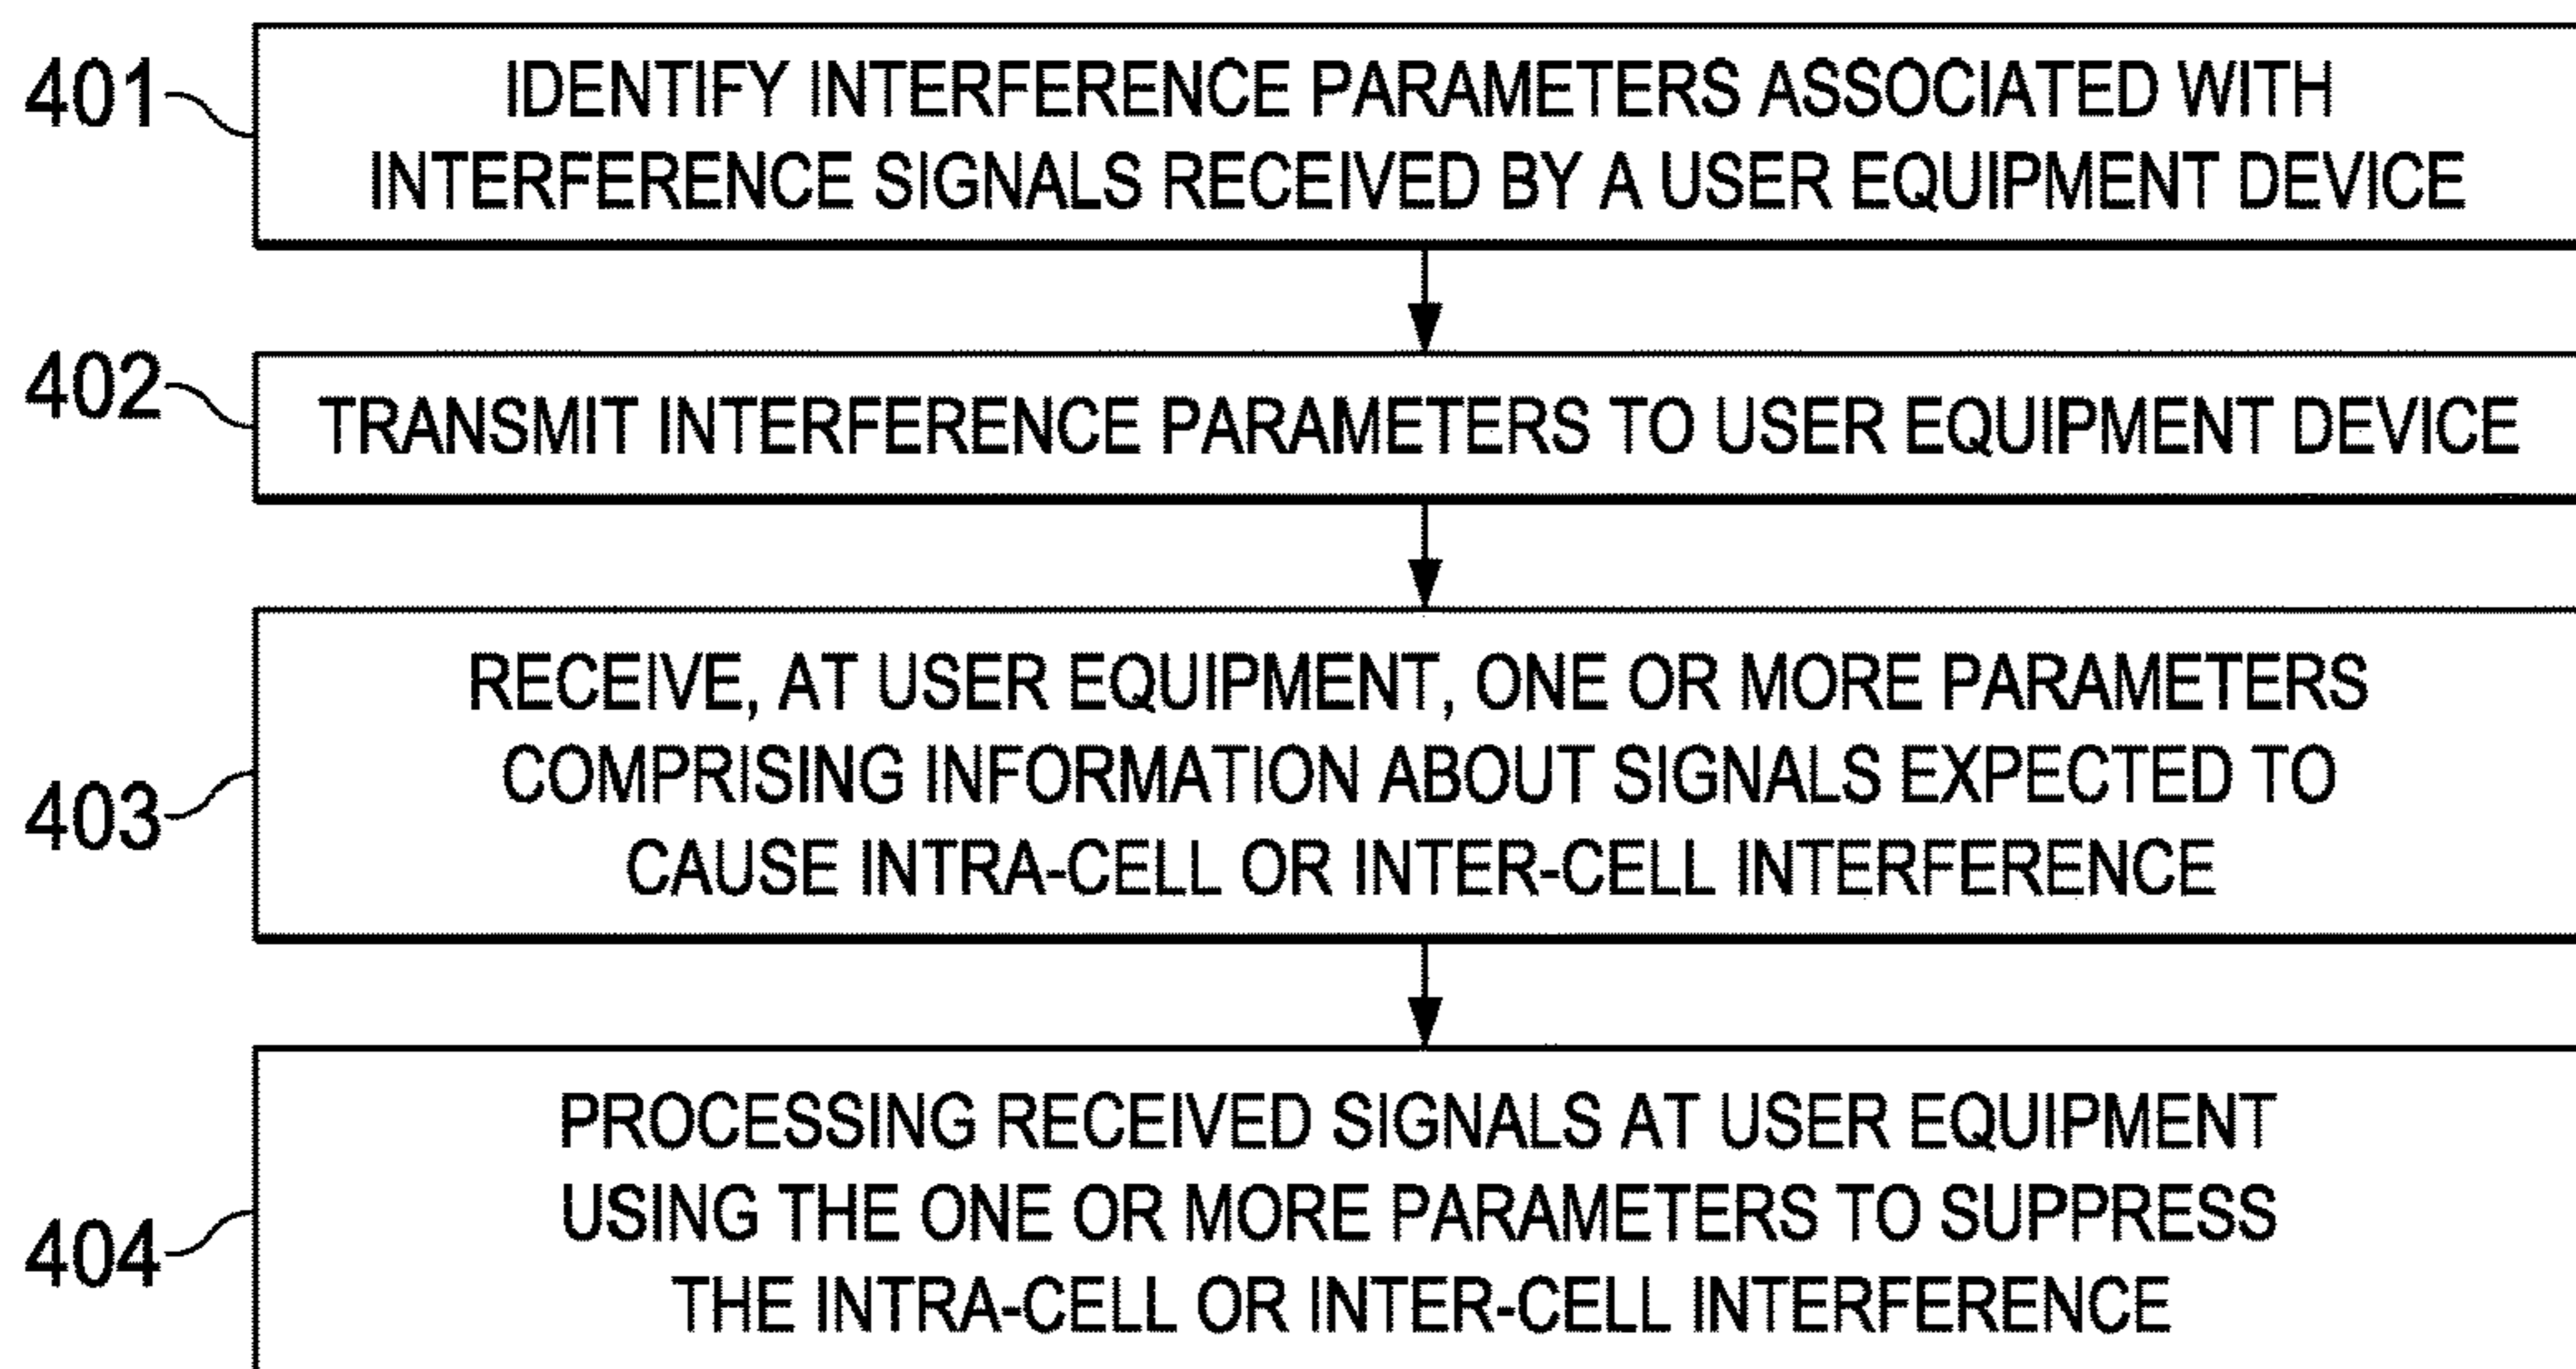 401
IDENTIFY INTERFERENCE PARAMETERS ASSOCIATED WITH
INTERFERENCE SIGNALS RECEIVED BY A USER EQUIPMENT DEVICE
402
TRANSMIT INTERFERENCE PARAMETERS TO USER EQUIPMENT DEVICE
403
RECEIVE, AT USER EQUIPMENT, ONE OR MORE PARAMETERS
COMPRISING INFORMATION ABOUT SIGNALS EXPECTED TO
CAUSE INTRA-CELL OR INTER-CELL INTERFERENCE
404
PROCESSING RECEIVED SIGNALS AT USER EQUIPMENT
USING THE ONE OR MORE PARAMETERS TO SUPPRESS
THE INTRA-CELL OR INTER-CELL INTERFERENCE